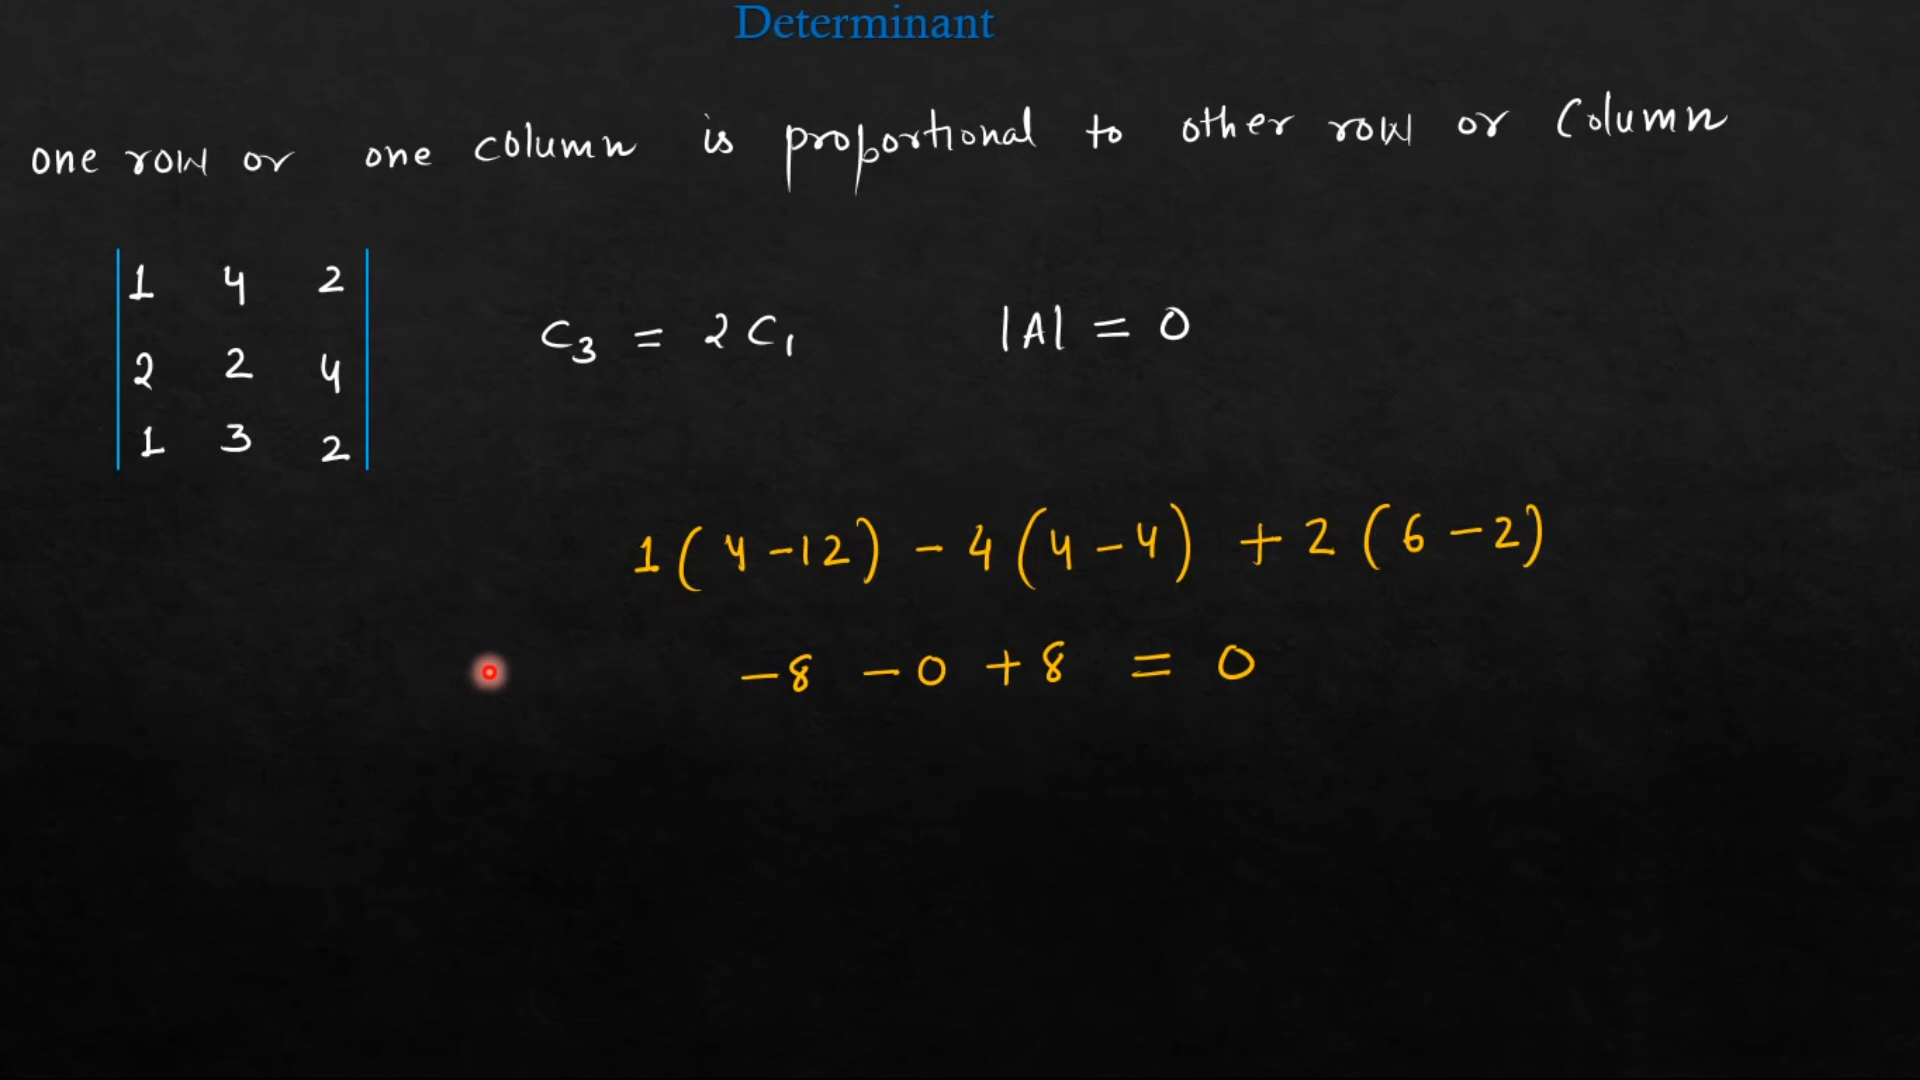 Determinant
one row or one column is proportional to other row or column
1 4 2
2 2 4
1 3 2
C₃ = 2C₁ |A| = 0
1(4-12) - 4(4-4) + 2(6-2)
-8 -0 +8 = 0